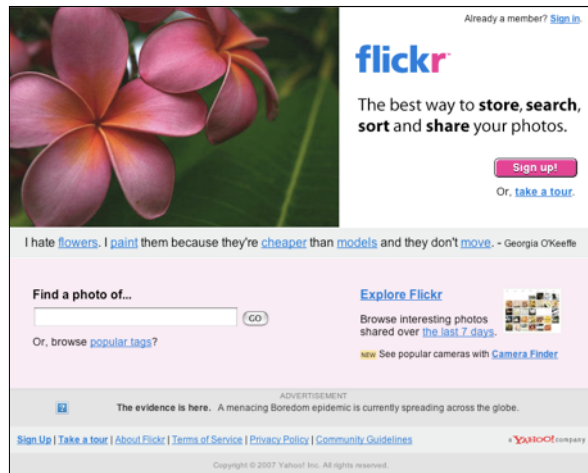 Already a member? Sign in.
flickr™
The best way to store, search,
sort and share your photos.
Sign up!
Or, take a tour.
I hate flowers. I paint them because they're cheaper than models and they don't move. - Georgia O'Keeffe
Find a photo of...
GO
Or, browse popular tags?
Explore Flickr
Browse interesting photos
shared over the last 7 days.
NEW See popular cameras with Camera Finder
ADVERTISEMENT
The evidence is here. A menacing Boredom epidemic is currently spreading across the globe.
Sign Up | Take a tour | About Flickr | Terms of Service | Privacy Policy | Community Guidelines
a YAHOO! company
Copyright © 2007 Yahoo! Inc. All rights reserved.